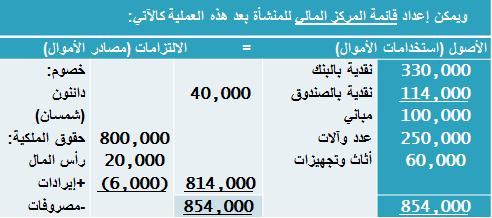 ويمكن إعداد قائمة المركز المالي للمنشأة بعد هذه العملية كالآتي:
الأصول (استخدامات الأموال) = الالتزامات (مصادر الأموال)
330,000 نقدية بالبنك خصوم:
114,000 نقدية بالصندوق 40,000 دائنون
100,000 مباني (شمسان)
250,000 عدد وآلات 800,000 حقوق الملكية:
60,000 أثاث وتجهيزات 20,000 رأس المال
814,000 (6,000) +إيرادات
854,000 854,000 -مصروفات